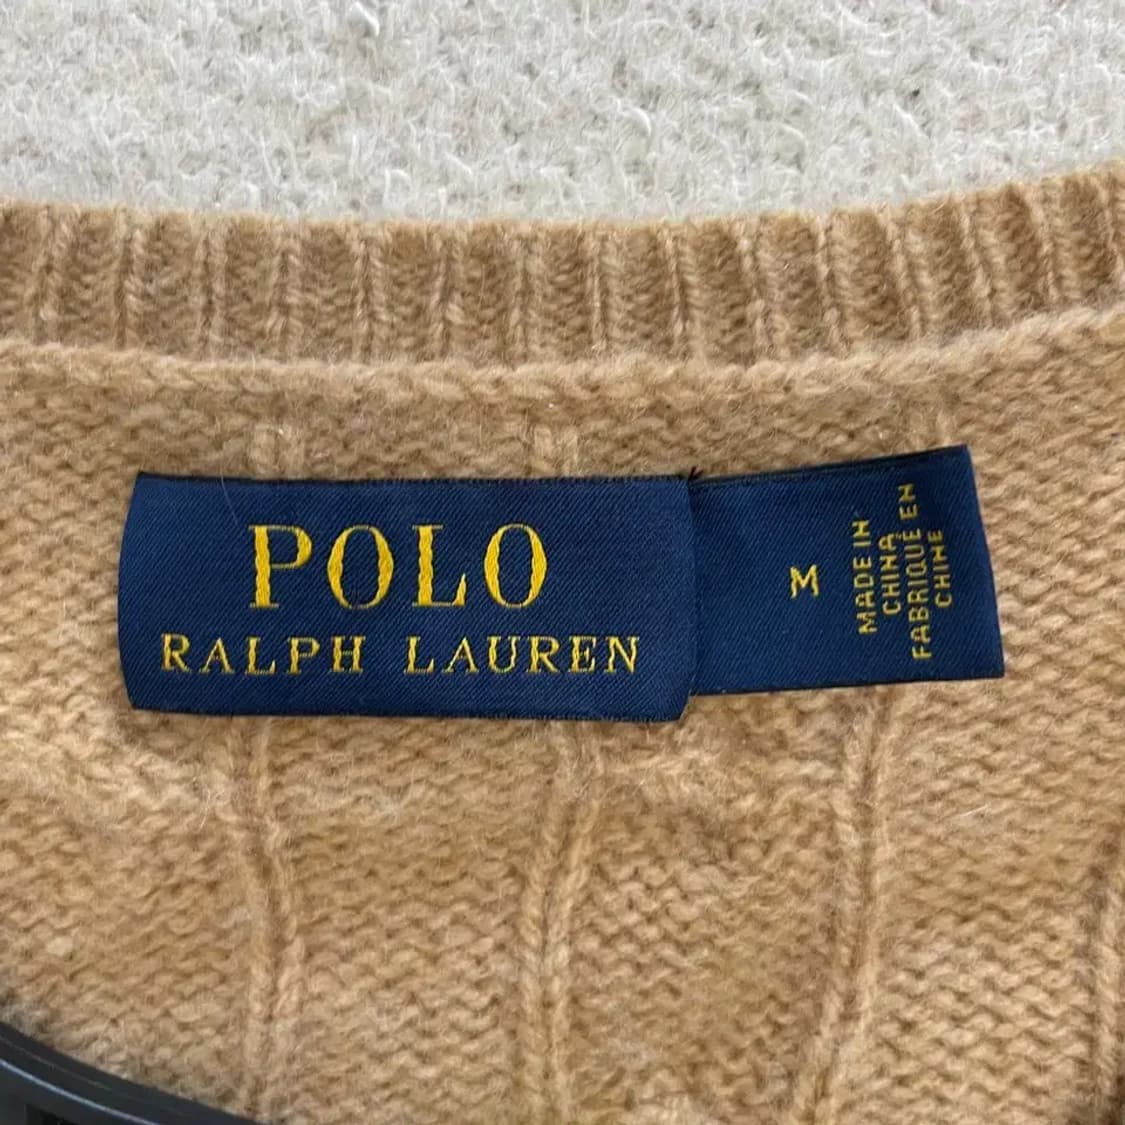 POLO
RALPH LAUREN
M
MADE IN
CHINA
FABRIQUÉ EN
CHINE